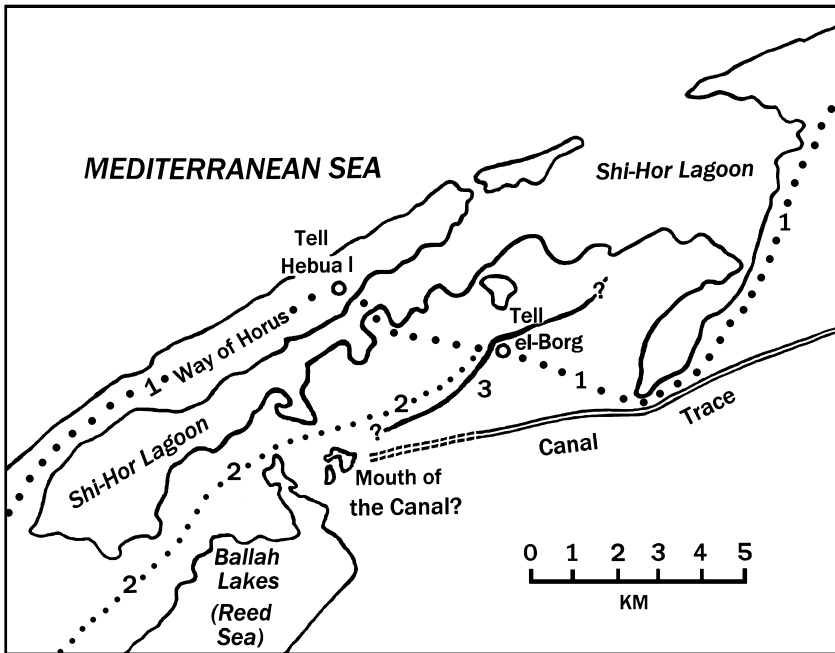 MEDITERRANEAN SEA
Shi-Hor Lagoon
1
Tell
Hebua I
?
Way of Horus
1
Tell
el-Borg
1
3
2
?
Trace
Canal
Shi-Hor Lagoon
2
Mouth of
the Canal?
2
Ballah
Lakes
(Reed
Sea)
0 1 2 3 4 5
KM